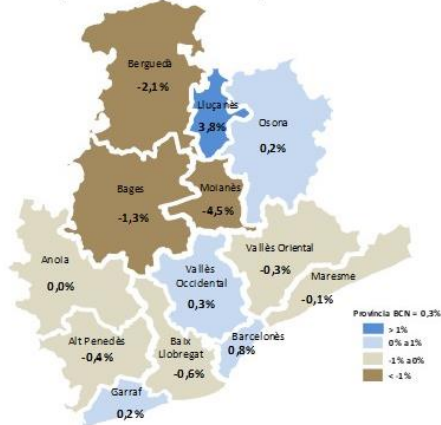 Berguedà
-2,1%
Lluçanès
3,8%
Osona
0,2%
Bages
-1,3%
Moianès
-4,5%
Anoia
0,0%
Vallès
Occidental
0,3%
Vallès Oriental
-0,3%
Maresme
-0,1%
Alt Penedès
-0,4%
Baix
Llobregat
-0,6%
Barcelonès
0,8%
Garraf
0,2%
Província BCN = 0,3%
> 1%
0% a 1%
-1% a 0%
< -1%